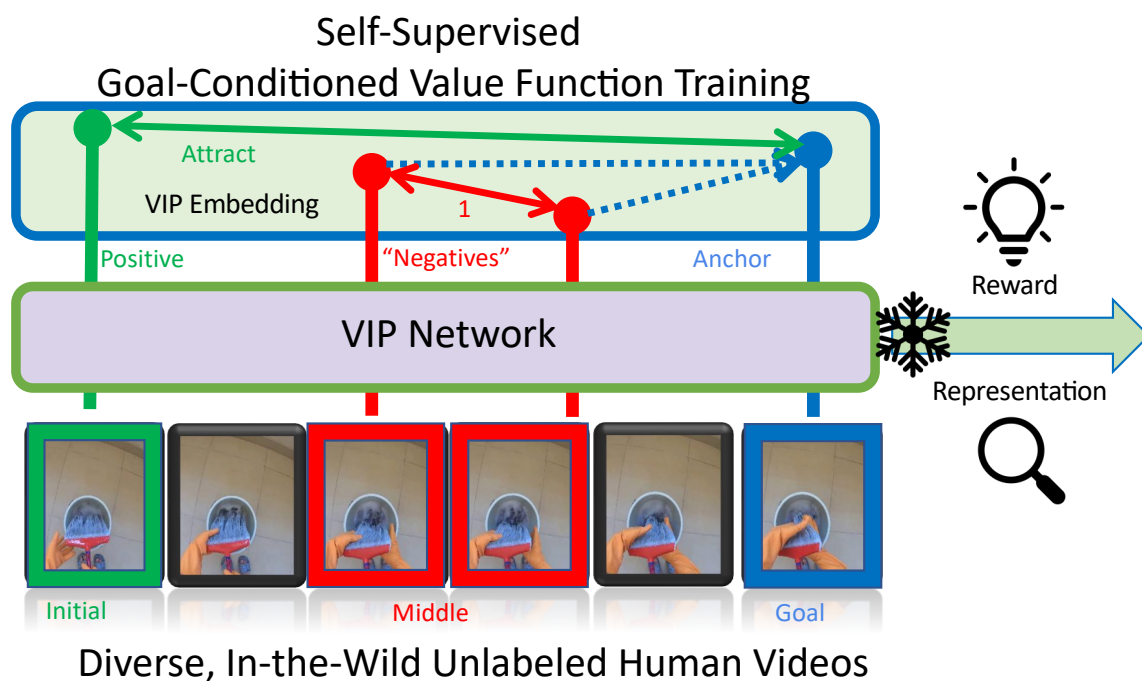 Self-Supervised
Goal-Conditioned Value Function Training
Attract
VIP Embedding
1
Positive
“Negatives”
Anchor
Reward
VIP Network
Representation
Initial
Middle
Goal
Diverse, In-the-Wild Unlabeled Human Videos